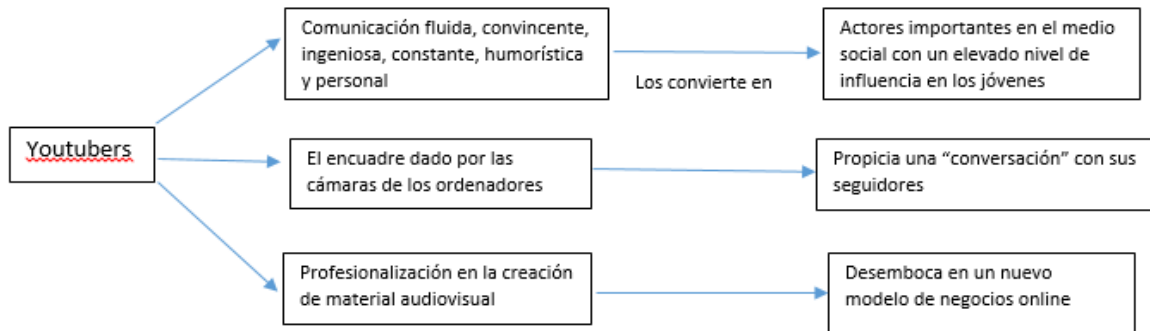 Comunicación fluida, convincente,
ingeniosa, constante, humorística
y personal
Los convierte en
Actores importantes en el medio
social con un elevado nivel de
influencia en los jóvenes
Youtubers
El encuadre dado por las
cámaras de los ordenadores
Propicia una “conversación” con sus
seguidores
Profesionalización en la creación
de material audiovisual
Desemboca en un nuevo
modelo de negocios online